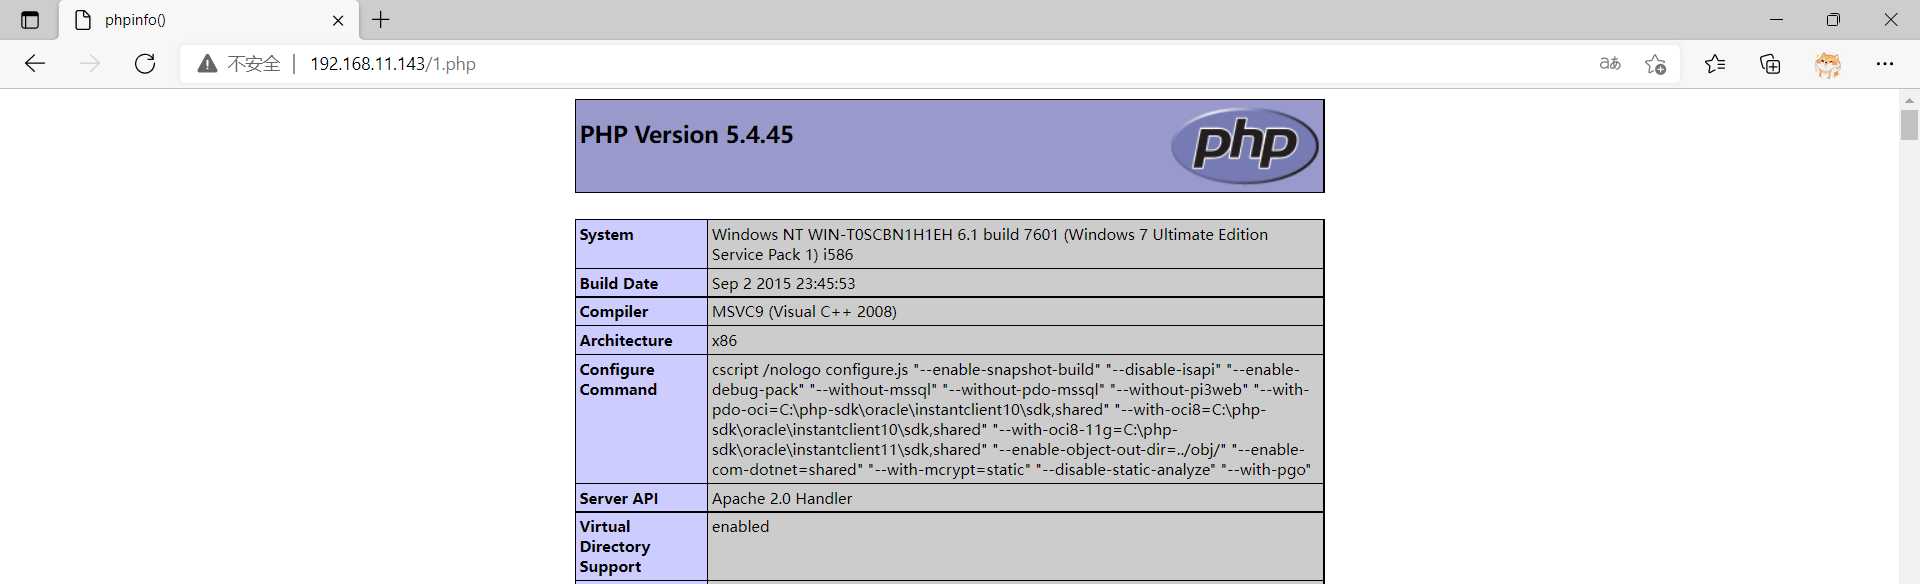 phpinfo()
不安全 | 192.168.11.143/1.php aあ
PHP Version 5.4.45
php
System
Windows NT WIN-T0SCBN1H1EH 6.1 build 7601 (Windows 7 Ultimate Edition
Service Pack 1) i586
Build Date
Sep 2 2015 23:45:53
Compiler
MSVC9 (Visual C++ 2008)
Architecture
x86
Configure
Command
cscript /nologo configure.js "--enable-snapshot-build" "--disable-isapi" "--enable-
debug-pack" "--without-mssql" "--without-pdo-mssql" "--without-pi3web" "--with-
pdo-oci=C:\php-sdk\oracle\instantclient10\sdk,shared" "--with-oci8=C:\php-
sdk\oracle\instantclient10\sdk,shared" "--with-oci8-11g=C:\php-
sdk\oracle\instantclient11\sdk,shared" "--enable-object-out-dir=../obj/" "--enable-
com-dotnet=shared" "--with-mcrypt=static" "--disable-static-analyze" "--with-pgo"
Server API
Apache 2.0 Handler
Virtual
Directory
Support
enabled